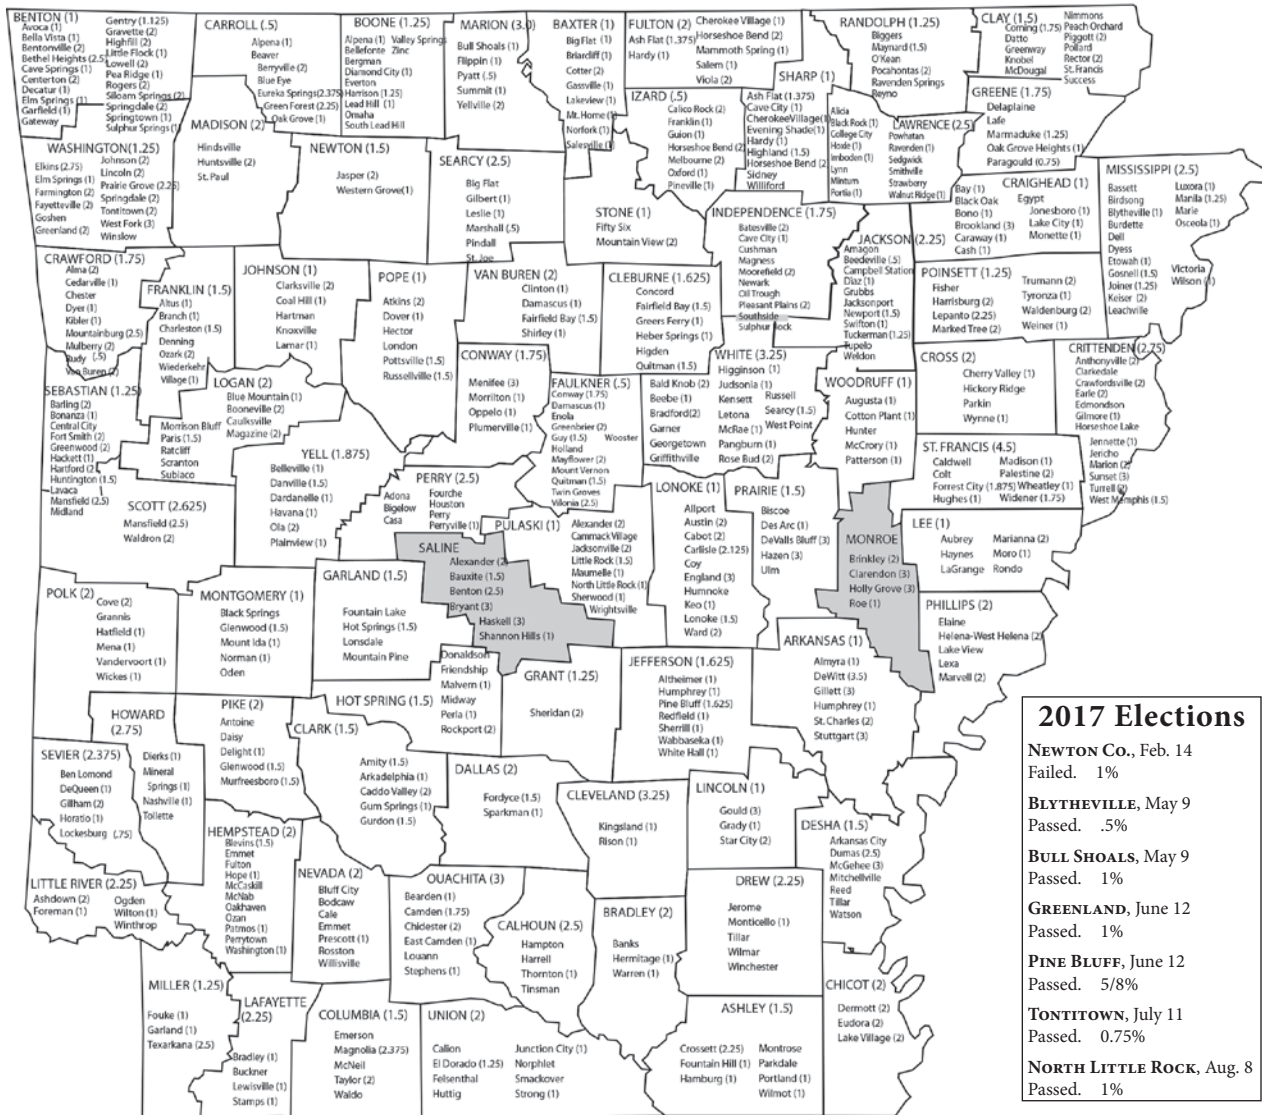 BENTON (1)
Avoca (1)
Bella Vista (1)
Bentonville (2)
Bethel Heights (2.5)
Cave Springs (1)
Centerton (2)
Decatur (1)
Elm Springs (1)
Garfield (1)
Gateway
Gentry (1.125)
Gravette (2)
Highfill (2)
Little Flock (1)
Lowell (2)
Pea Ridge (1)
Rogers (2)
Siloam Springs (2)
Springdale (2)
Springtown (1)
Sulphur Springs (1)
CARROLL (.5)
Alpena (1)
Beaver
Berryville (2)
Blue Eye
Eureka Springs(2.375)
Green Forest (2.25)
Oak Grove (1)
BOONE (1.25)
Alpena (1)
Bellefonte
Bergman
Diamond City (1)
Everton
Harrison (1.25)
Lead Hill (1)
Omaha
South Lead Hill
Valley Springs
Zinc
MARION (3.0)
Bull Shoals (1)
Flippin (1)
Pyatt (.5)
Summit (1)
Yellville (2)
BAXTER (1)
Big Flat (1)
Briarcliff (1)
Cotter (2)
Gassville (1)
Lakeview (1)
Mt. Home (1)
Norfork (1)
Salesville (1)
FULTON (2)
Ash Flat (1.375)
Hardy (1)
Cherokee Village (1)
Horseshoe Bend (2)
Mammoth Spring (1)
Salem (1)
Viola (2)
IZARD (.5)
Calico Rock (2)
Franklin (1)
Guion (1)
Horseshoe Bend (2)
Melbourne (2)
Oxford (1)
Pineville (1)
SHARP (1)
Ash Flat (1.375)
Cave City (1)
CherokeeVillage(1)
Evening Shade(1)
Hardy (1)
Highland (1.5)
Horseshoe Bend (2)
Sidney
Williford
RANDOLPH (1.25)
Biggers
Maynard (1.5)
O'Kean
Pocahontas (2)
Ravenden Springs
Reyno
CLAY (1.5)
Corning (1.75)
Datto
Greenway
Knobel
McDougal
Nimmons
Peach Orchard
Piggott (2)
Pollard
Rector (2)
St. Francis
Success
GREENE (1.75)
Delaplaine
Lafe
Marmaduke (1.25)
Oak Grove Heights (1)
Paragould (0.75)
LAWRENCE (2.5)
Alicia
Black Rock (1)
College City
Hoxie (1)
Imboden (1)
Lynn
Minturn
Portia (1)
Powhatan
Ravenden (1)
Sedgwick
Smithville
Strawberry
Walnut Ridge(1)
MADISON (2)
Hindsville
Huntsville (2)
St. Paul
WASHINGTON(1.25)
Elkins (2.75)
Elm Springs (1)
Farmington (2)
Fayetteville (2)
Goshen
Greenland (2)
Johnson (2)
Lincoln (2)
Prairie Grove (2.25)
Springdale (2)
Tontitown (2)
West Fork (3)
Winslow
NEWTON (1.5)
Jasper (2)
Western Grove(1)
SEARCY (2.5)
Big Flat
Gilbert (1)
Leslie (1)
Marshall (.5)
Pindall
St. Joe
STONE (1)
Fifty Six
Mountain View (2)
INDEPENDENCE (1.75)
Batesville (2)
Cave City (1)
Cushman
Magness
Moorefield (2)
Newark
Oil Trough
Pleasant Plains (2)
Southside
Sulphur Rock
JACKSON (2.25)
Amagon
Beedeville (.5)
Campbell Station
Diaz (1)
Grubbs
Jacksonport
Newport (1.5)
Swifton (1)
Tuckerman (1.25)
Tupelo
Weldon
CRAIGHEAD (1)
Bay (1)
Black Oak
Bono (1)
Brookland (3)
Caraway (1)
Cash (1)
Egypt
Jonesboro (1)
Lake City (1)
Monette (1)
MISSISSIPPI (2.5)
Bassett
Birdsong
Blytheville (1)
Burdette
Dell
Dyess
Etowah (1)
Gosnell (1.5)
Joiner (1.25)
Keiser (2)
Leachville
Luxora (1)
Manila (1.25)
Marie
Osceola (1)
Victoria
Wilson (1)
CRAWFORD (1.75)
Alma (2)
Cedarville (1)
Chester
Dyer (1)
Kibler (1)
Mountainburg (2.5)
Mulberry (2)
Rudy (.5)
Van Buren (2)
FRANKLIN (1.5)
Altus (1)
Branch (1)
Charleston (1.5)
Denning
Ozark (2)
Wiederkehr
Village (1)
JOHNSON (1)
Clarksville (2)
Coal Hill (1)
Hartman
Knoxville
Lamar (1)
POPE (1)
Atkins (2)
Dover (1)
Hector
London
Pottsville (1.5)
Russellville (1.5)
VAN BUREN (2)
Clinton (1)
Damascus (1)
Fairfield Bay (1.5)
Shirley (1)
CLEBURNE (1.625)
Concord
Fairfield Bay (1.5)
Greers Ferry (1)
Heber Springs (1)
Higden
Quitman (1.5)
POINSETT (1.25)
Fisher
Harrisburg (2)
Lepanto (2.25)
Marked Tree (2)
Trumann (2)
Tyronza (1)
Waldenburg (2)
Weiner (1)
CROSS (2)
Cherry Valley (1)
Hickory Ridge
Parkin
Wynne (1)
CRITTENDEN (2.75)
Anthonyville (2)
Clarkedale
Crawfordsville (2)
Earle (2)
Edmondson
Gilmore (1)
Horseshoe Lake
Jennette (1)
Jericho
Marion (2)
Sunset (3)
Turrell (2)
West Memphis (1.5)
SEBASTIAN (1.25)
Barling (2)
Bonanza (1)
Central City
Fort Smith (2)
Greenwood (2)
Hackett (1)
Hartford (2)
Huntington (1.5)
Lavaca
Mansfield (2.5)
Midland
LOGAN (2)
Blue Mountain (1)
Booneville (2)
Caulksville
Magazine (2)
Morrison Bluff
Paris (1.5)
Ratcliff
Scranton
Subiaco
CONWAY (1.75)
Menifee (3)
Morrilton (1)
Oppelo (1)
Plumerville (1)
FAULKNER (.5)
Conway (1.75)
Damascus (1)
Enola
Greenbrier (2)
Guy (1.5)
Wooster
Holland
Mayflower (2)
Mount Vernon
Quitman (1.5)
Twin Groves
Vilonia (2.5)
WHITE (3.25)
Bald Knob (2)
Beebe (1)
Bradford(2)
Garner
Georgetown
Griffithville
Higginson (1)
Judsonia (1)
Kensett
Letona
McRae (1)
Pangburn (1)
Rose Bud (2)
Russell
Searcy (1.5)
West Point
WOODRUFF (1)
Augusta (1)
Cotton Plant (1)
Hunter
McCrory (1)
Patterson (1)
ST. FRANCIS (4.5)
Caldwell
Colt
Forrest City (1.875)
Hughes (1)
Madison (1)
Palestine (2)
Wheatley (1)
Widener (1.75)
SCOTT (2.625)
Mansfield (2.5)
Waldron (2)
YELL (1.875)
Belleville (1)
Danville (1.5)
Dardanelle (1)
Havana (1)
Ola (2)
Plainview (1)
PERRY (2.5)
Adona
Bigelow
Casa
Fourche
Houston
Perry
Perryville (1)
PULASKI (1)
Alexander (2)
Cammack Village
Jacksonville (2)
Little Rock (1.5)
Maumelle (1)
North Little Rock (1)
Sherwood (1)
Wrightsville
LONOKE (1)
Allport
Austin (2)
Cabot (2)
Carlisle (2.125)
Coy
England (3)
Humnoke
Keo (1)
Lonoke (1.5)
Ward (2)
PRAIRIE (1.5)
Biscoe
Des Arc (1)
DeValls Bluff (3)
Hazen (3)
Ulm
MONROE
Brinkley (2)
Clarendon (3)
Holly Grove (3)
Roe (1)
LEE (1)
Aubrey
Haynes
LaGrange
Marianna (2)
Moro (1)
Rondo
PHILLIPS (2)
Elaine
Helena-West Helena (2)
Lake View
Lexa
Marvell (2)
SALINE
Alexander (2)
Bauxite (1.5)
Benton (2.5)
Bryant (3)
Haskell (3)
Shannon Hills (1)
GARLAND (1.5)
Fountain Lake
Hot Springs (1.5)
Lonsdale
Mountain Pine
POLK (2)
Cove (2)
Grannis
Hatfield (1)
Mena (1)
Vandervoort (1)
Wickes (1)
MONTGOMERY (1)
Black Springs
Glenwood (1.5)
Mount Ida (1)
Norman (1)
Oden
HOT SPRING (1.5)
Donaldson
Friendship
Malvern (1)
Midway
Perla (1)
Rockport (2)
GRANT (1.25)
Sheridan (2)
JEFFERSON (1.625)
Altheimer (1)
Humphrey (1)
Pine Bluff (1.625)
Redfield (1)
Sherrill (1)
Wabbaseka (1)
White Hall (1)
ARKANSAS (1)
Almyra (1)
DeWitt (3.5)
Gillett (3)
Humphrey (1)
St. Charles (2)
Stuttgart (3)
HOWARD
(2.75)
Dierks (1)
Mineral
Springs (1)
Nashville (1)
Tollette
PIKE (2)
Antoine
Daisy
Delight (1)
Glenwood (1.5)
Murfreesboro (1.5)
CLARK (1.5)
Amity (1.5)
Arkadelphia (1)
Caddo Valley (2)
Gum Springs (1)
Gurdon (1.5)
SEVIER (2.375)
Ben Lomond
DeQueen (1)
Gillham (2)
Horatio (1)
Lockesburg (.75)
DALLAS (2)
Fordyce (1.5)
Sparkman (1)
CLEVELAND (3.25)
Kingsland (1)
Rison (1)
LINCOLN (1)
Gould (3)
Grady (1)
Star City (2)
DESHA (1.5)
Arkansas City
Dumas (2.5)
McGehee (3)
Mitchellville
Reed
Tillar
Watson
HEMPSTEAD (2)
Blevins (1.5)
Emmet
Fulton
Hope (1)
McCaskill
McNab
Oakhaven
Ozan
Patmos (1)
Perrytown
Washington (1)
NEVADA (2)
Bluff City
Bodcaw
Cale
Emmet
Prescott (1)
Rosston
Willisville
OUACHITA (3)
Bearden (1)
Camden (1.75)
Chidester (2)
East Camden (1)
Louann
Stephens (1)
CALHOUN (2.5)
Hampton
Harrell
Thornton (1)
Tinsman
BRADLEY (2)
Banks
Hermitage (1)
Warren (1)
DREW (2.25)
Jerome
Monticello (1)
Tillar
Wilmar
Winchester
LITTLE RIVER (2.25)
Ashdown (2)
Foreman (1)
Ogden
Wilton (1)
Winthrop
MILLER (1.25)
Fouke (1)
Garland (1)
Texarkana (2.5)
LAFAYETTE
(2.25)
Bradley (1)
Buckner
Lewisville (1)
Stamps (1)
COLUMBIA (1.5)
Emerson
Magnolia (2.375)
McNeil
Taylor (2)
Waldo
UNION (2)
Calion
El Dorado (1.25)
Felsenthal
Huttig
Junction City (1)
Norphlet
Smackover
Strong (1)
ASHLEY (1.5)
Crossett (2.25)
Fountain Hill (1)
Hamburg (1)
Montrose
Parkdale
Portland (1)
Wilmot (1)
CHICOT (2)
Dermott (2)
Eudora (2)
Lake Village (2)
2017 Elections
NEWTON CO., Feb. 14
Failed. 1%
BLYTHEVILLE, May 9
Passed. .5%
BULL SHOALS, May 9
Passed. 1%
GREENLAND, June 12
Passed. 1%
PINE BLUFF, June 12
Passed. 5/8%
TONTITOWN, July 11
Passed. 0.75%
NORTH LITTLE ROCK, Aug. 8
Passed. 1%